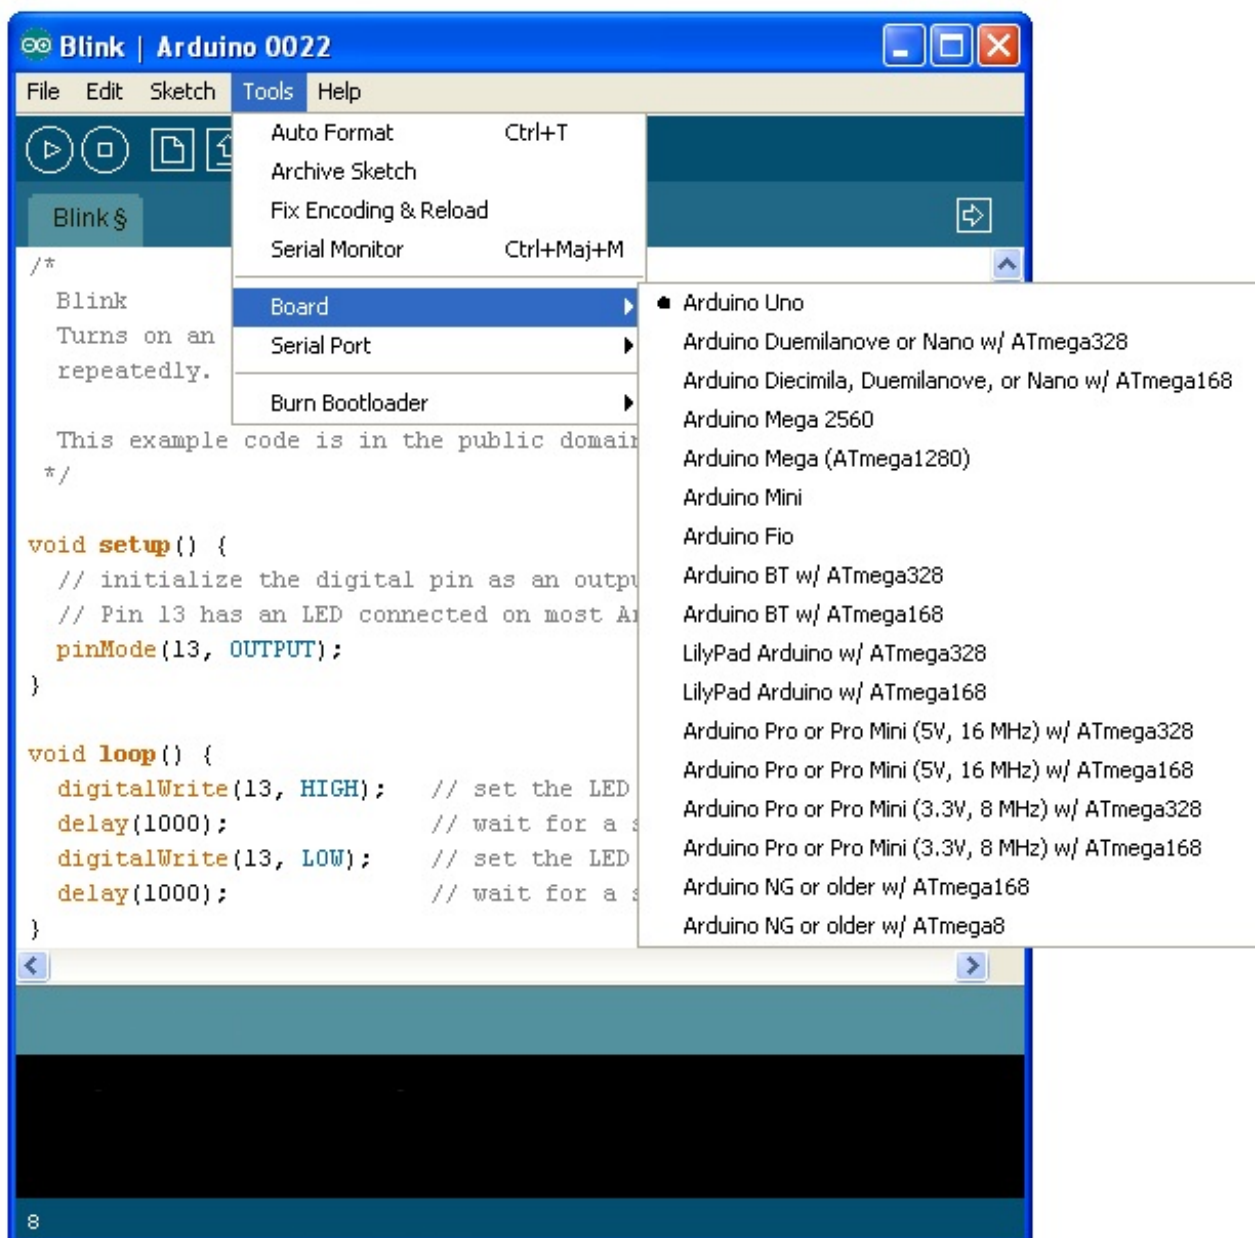 Blink | Arduino 0022
File Edit Sketch Tools Help
Auto Format Ctrl+T
Archive Sketch
Fix Encoding & Reload
Serial Monitor Ctrl+Maj+M
Board
Serial Port
Burn Bootloader
Arduino Uno
Arduino Duemilanove or Nano w/ ATmega328
Arduino Diecimila, Duemilanove, or Nano w/ ATmega168
Arduino Mega 2560
Arduino Mega (ATmega1280)
Arduino Mini
Arduino Fio
Arduino BT w/ ATmega328
Arduino BT w/ ATmega168
LilyPad Arduino w/ ATmega328
LilyPad Arduino w/ ATmega168
Arduino Pro or Pro Mini (5V, 16 MHz) w/ ATmega328
Arduino Pro or Pro Mini (5V, 16 MHz) w/ ATmega168
Arduino Pro or Pro Mini (3.3V, 8 MHz) w/ ATmega328
Arduino Pro or Pro Mini (3.3V, 8 MHz) w/ ATmega168
Arduino NG or older w/ ATmega168
Arduino NG or older w/ ATmega8
Blink§
/*
Blink
Turns on an
repeatedly.
This example code is in the public domain
*/
void setup() {
// initialize the digital pin as an outpu
// Pin 13 has an LED connected on most Ar
pinMode(13, OUTPUT);
}
void loop() {
digitalWrite(13, HIGH); // set the LED
delay(1000); // wait for a s
digitalWrite(13, LOW); // set the LED
delay(1000); // wait for a s
}
8